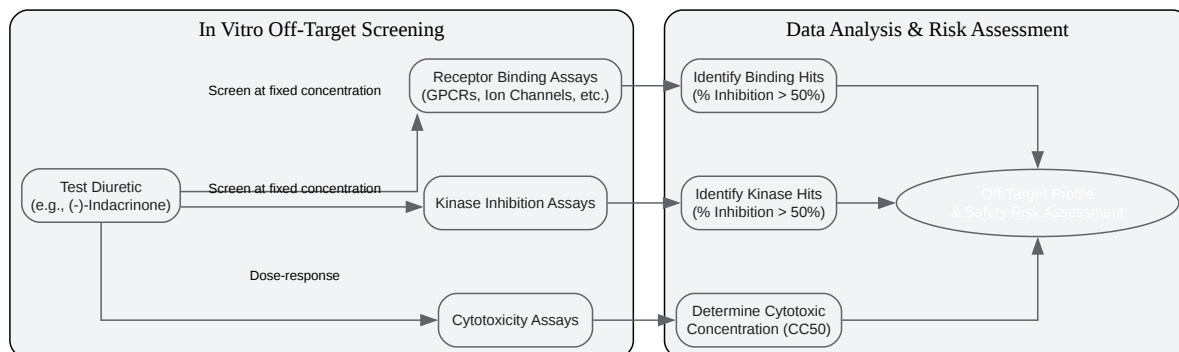 In Vitro Off-Target Screening
Data Analysis & Risk Assessment
Screen at fixed concentration
Receptor Binding Assays
(GPCRs, Ion Channels, etc.)
Identify Binding Hits
(% Inhibition > 50%)
Test Diuretic
(e.g., (-)-Indacrinone)
Screen at fixed concentration
Kinase Inhibition Assays
Identify Kinase Hits
(% Inhibition > 50%)
Off-Target Profile
& Safety Risk Assessment
Dose-response
Cytotoxicity Assays
Determine Cytotoxic
Concentration (CC50)